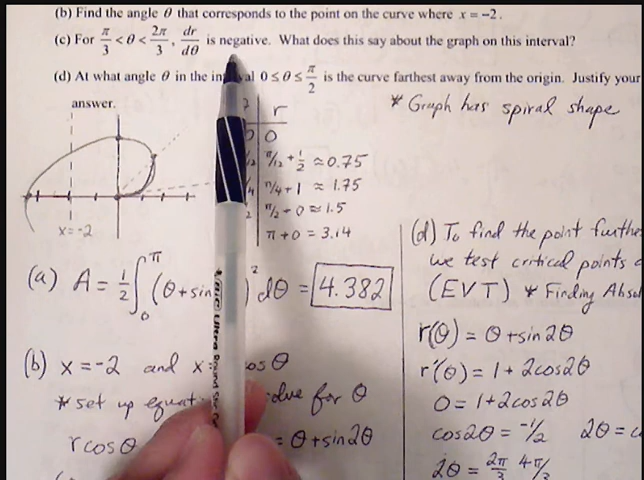 (b) Find the angle θ that corresponds to the point on the curve where x = -2.
(c) For π/3 < θ < 2π/3, dr/dθ is negative. What does this say about the graph on this interval?
(d) At what angle θ in the in al 0 ≤ θ ≤ π/2 is the curve farthest away from the origin. Justify your
answer.
* Graph has spiral shape
r
0 0
π/12 + 1/2 ≈ 0.75
π/4 + 1 ≈ 1.75
π/2 + 0 ≈ 1.5
π + 0 = 3.14
x = -2
(a) A = 1/2 ∫₀^π (θ + sin )² dθ = 4.382
(b) x = -2 and x = os θ
* set up equat lve for θ
r cos θ = θ + sin 2θ
BIC Ultra Round Stic
(d) To find the point furthe
we test critical points
(EVT) * Finding Abso
r(θ) = θ + sin 2θ
r'(θ) = 1 + 2cos 2θ
0 = 1 + 2cos 2θ
cos 2θ = -1/2 2θ = c
2θ = 2π/3 4π/3